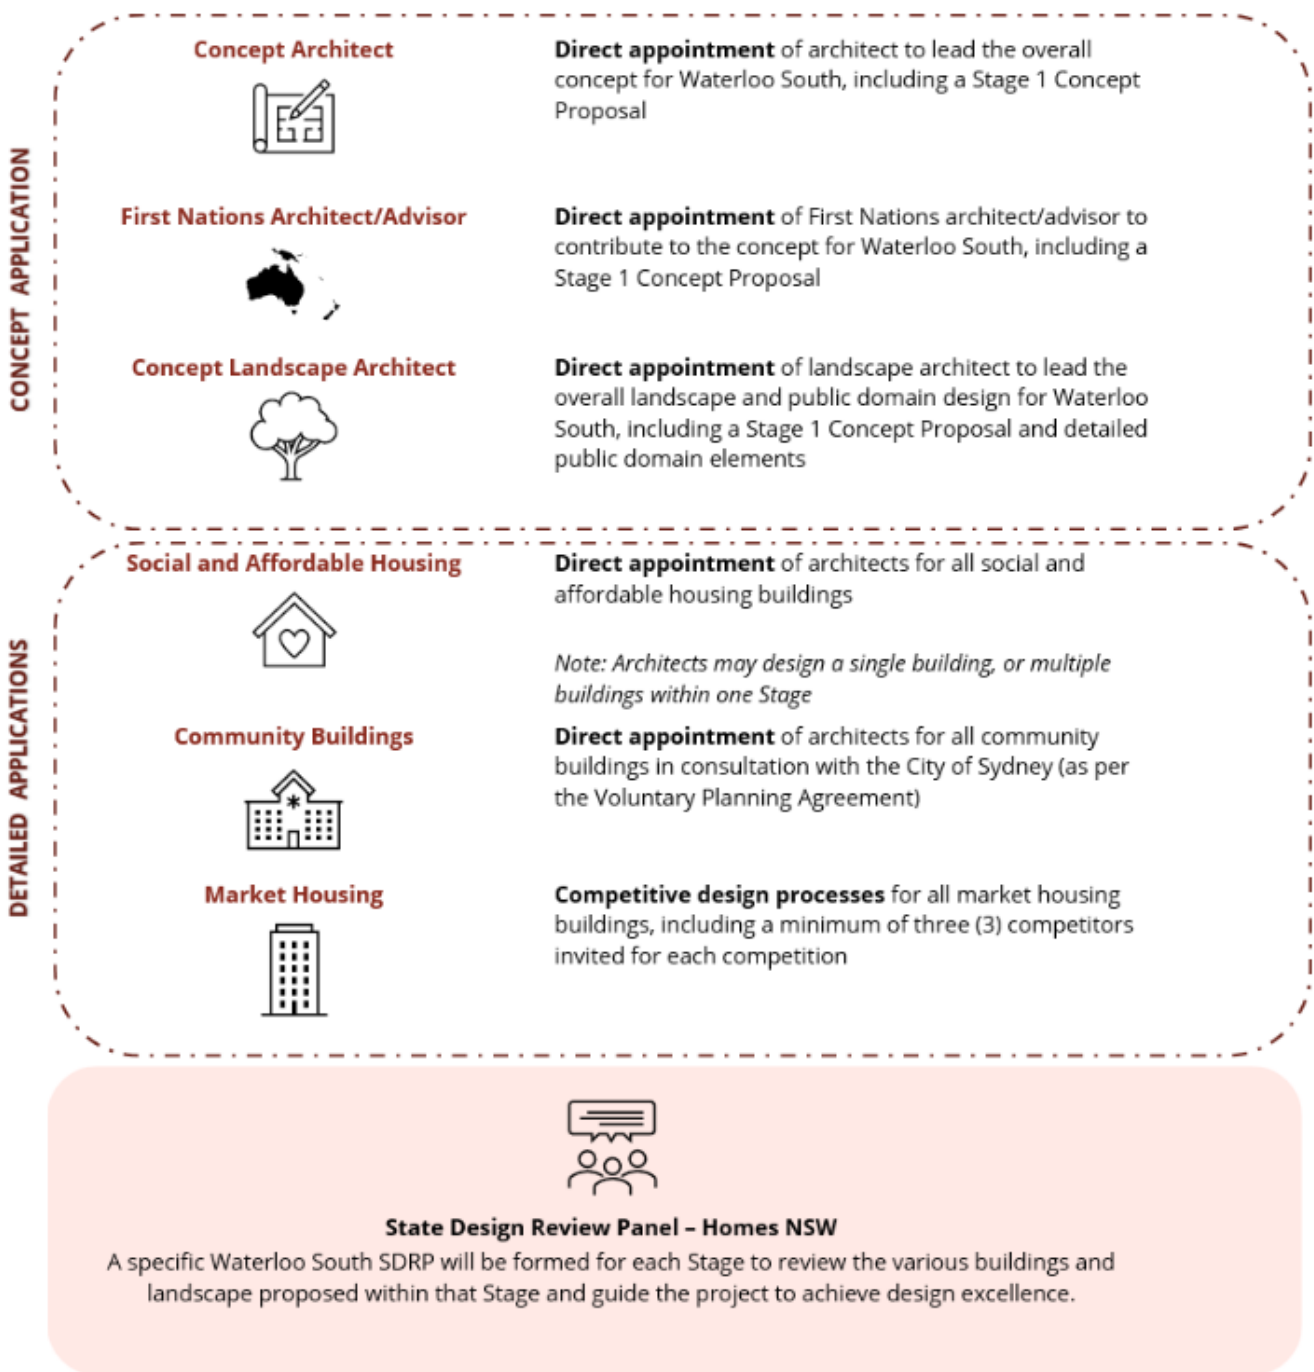 CONCEPT APPLICATION
Concept Architect
Direct appointment of architect to lead the overall
concept for Waterloo South, including a Stage 1 Concept
Proposal
First Nations Architect/Advisor
Direct appointment of First Nations architect/advisor to
contribute to the concept for Waterloo South, including a
Stage 1 Concept Proposal
Concept Landscape Architect
Direct appointment of landscape architect to lead the
overall landscape and public domain design for Waterloo
South, including a Stage 1 Concept Proposal and detailed
public domain elements
DETAILED APPLICATIONS
Social and Affordable Housing
Direct appointment of architects for all social and
affordable housing buildings
Note: Architects may design a single building, or multiple
buildings within one Stage
Community Buildings
Direct appointment of architects for all community
buildings in consultation with the City of Sydney (as per
the Voluntary Planning Agreement)
Market Housing
Competitive design processes for all market housing
buildings, including a minimum of three (3) competitors
invited for each competition
State Design Review Panel – Homes NSW
A specific Waterloo South SDRP will be formed for each Stage to review the various buildings and
landscape proposed within that Stage and guide the project to achieve design excellence.